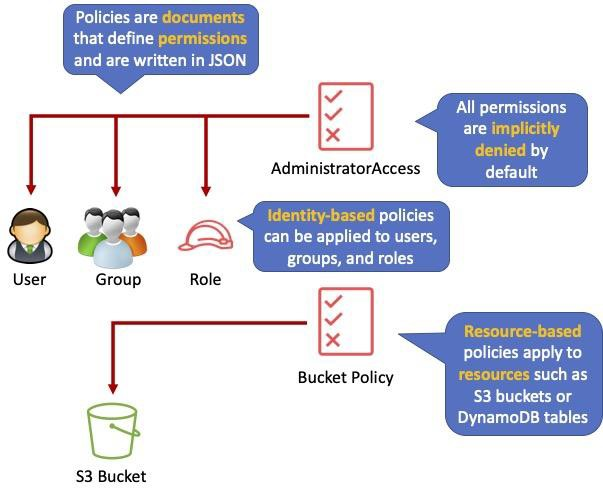 Policies are documents
that define permissions
and are written in JSON
All permissions
are implicitly
denied by
default
AdministratorAccess
Identity-based policies
can be applied to users,
groups, and roles
User
Group
Role
Bucket Policy
Resource-based
policies apply to
resources such as
S3 buckets or
DynamoDB tables
S3 Bucket